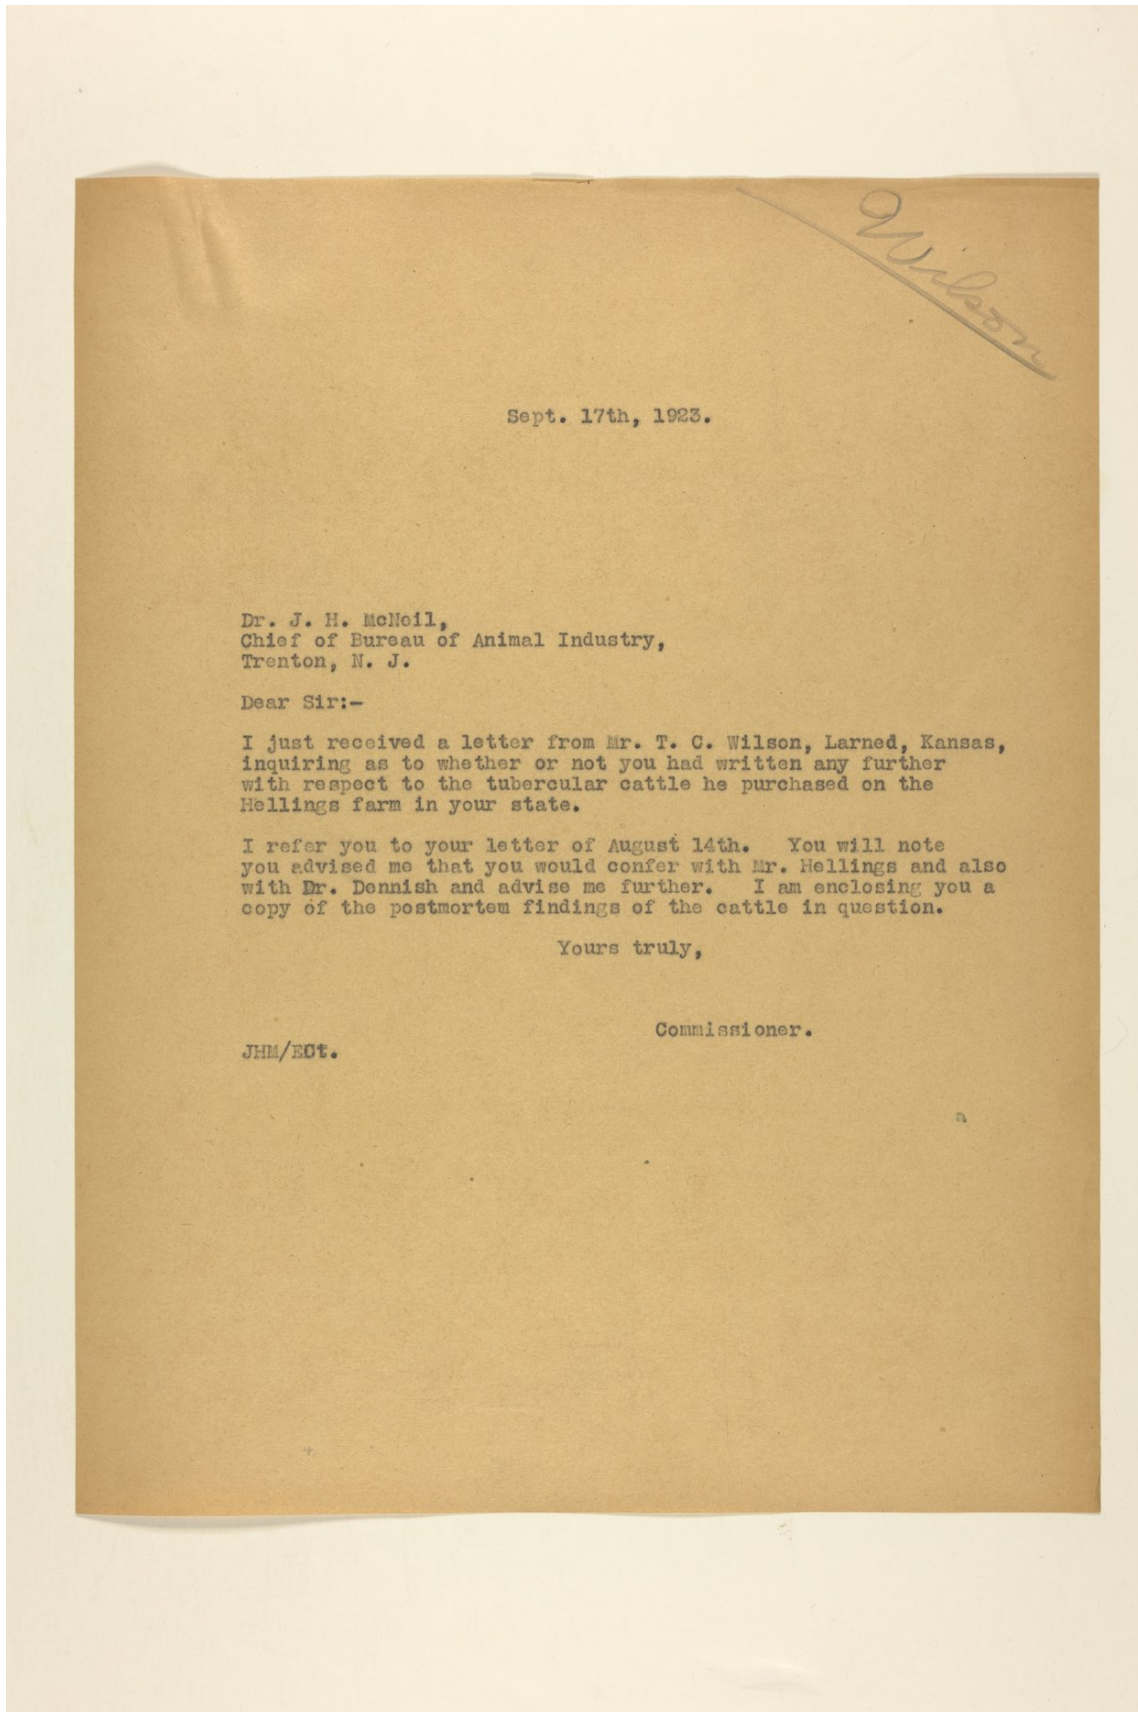 Wilson
Sept. 17th, 1923.
Dr. J. H. McNeil,
Chief of Bureau of Animal Industry,
Trenton, N. J.
Dear Sir:-
I just received a letter from Mr. T. C. Wilson, Larned, Kansas,
inquiring as to whether or not you had written any further
with respect to the tubercular cattle he purchased on the
Hellings farm in your state.
I refer you to your letter of August 14th. You will note
you advised me that you would confer with Mr. Hellings and also
with Dr. Dennish and advise me further. I am enclosing you a
copy of the postmortem findings of the cattle in question.
Yours truly,
Commissioner.
JHM/ECt.
a